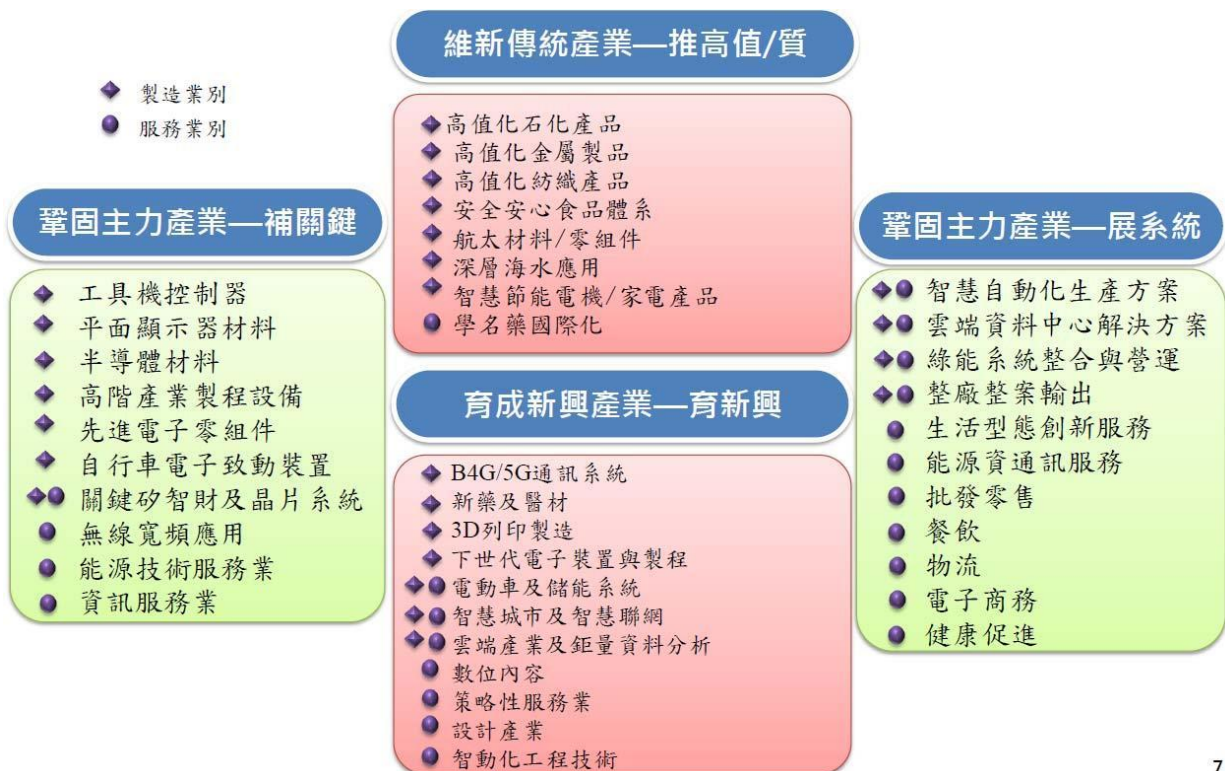 維新傳統產業—推高值/質
製造業別
服務業別
高值化石化產品
高值化金屬製品
高值化紡織產品
安全安心食品體系
航太材料/零組件
深層海水應用
智慧節能電機/家電產品
學名藥國際化
鞏固主力產業—補關鍵
工具機控制器
平面顯示器材料
半導體材料
高階產業製程設備
先進電子零組件
自行車電子致動裝置
關鍵矽智財及晶片系統
無線寬頻應用
能源技術服務業
資訊服務業
育成新興產業—育新興
B4G/5G通訊系統
新藥及醫材
3D列印製造
下世代電子裝置與製程
電動車及儲能系統
智慧城市及智慧聯網
雲端產業及鉅量資料分析
數位內容
策略性服務業
設計產業
智動化工程技術
鞏固主力產業—展系統
智慧自動化生產方案
雲端資料中心解決方案
綠能系統整合與營運
整廠整案輸出
生活型態創新服務
能源資通訊服務
批發零售
餐飲
物流
電子商務
健康促進
7